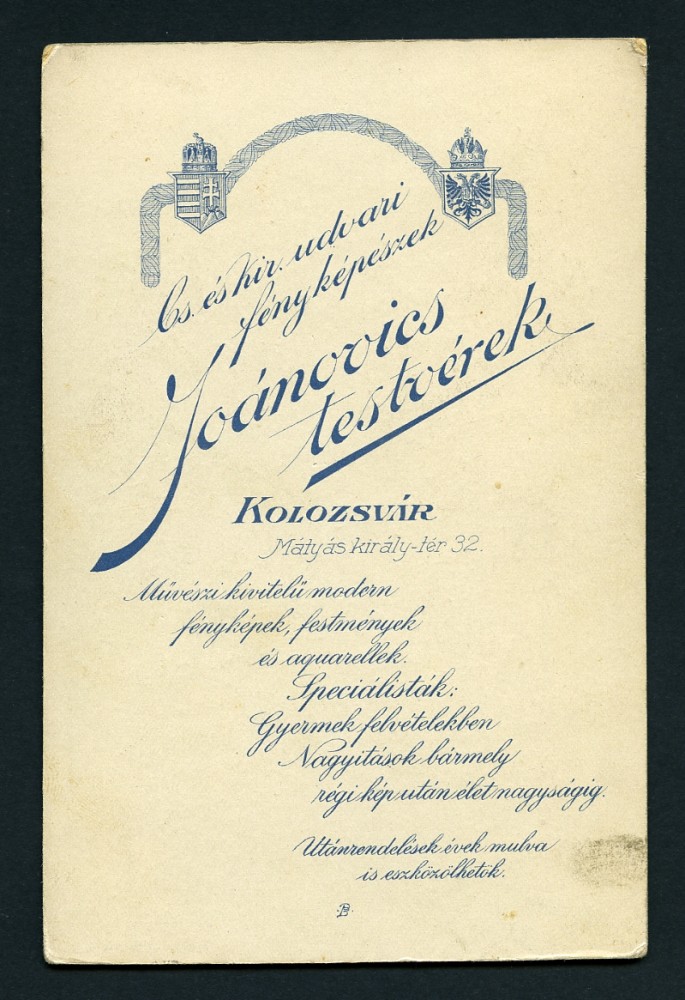 Cs. és Kir. udvari
fényképészek
Joánovics
testvérek
KOLOZSVÁR
Mátyás király-tér 32.
Művészi kivitelű modern
fényképek, festmények
és aquarellek.
Speciálisták:
Gyermek felvételekben
Nagyitások bármely
régi kép után élet nagyságig.
Utánrendelések évek mulva
is eszközölhetők.